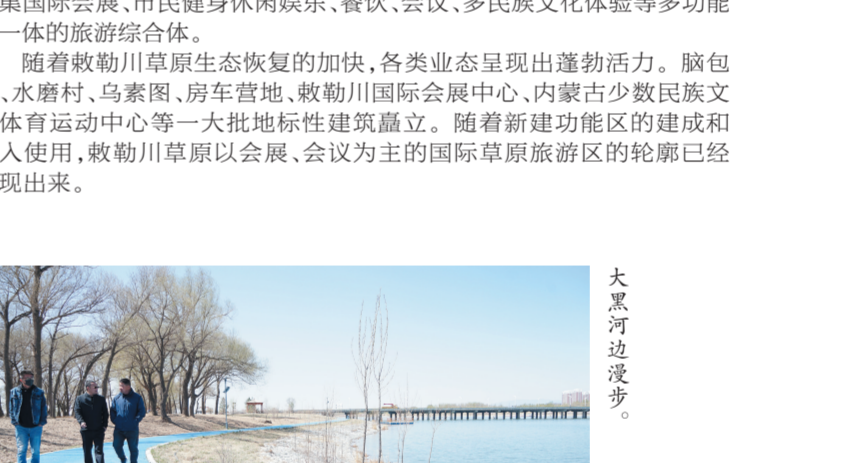 集国际会展、市民健身休闲娱乐、餐饮、会议、多民族文化体验等多功能
一体的旅游综合体。
随着敕勒川草原生态恢复的加快,各类业态呈现出蓬勃活力。脑包
、水磨村、乌素图、房车营地、敕勒川国际会展中心、内蒙古少数民族文
体育运动中心等一大批地标性建筑矗立。随着新建功能区的建成和
入使用,敕勒川草原以会展、会议为主的国际草原旅游区的轮廓已经
现出来。
大黑河边漫步。